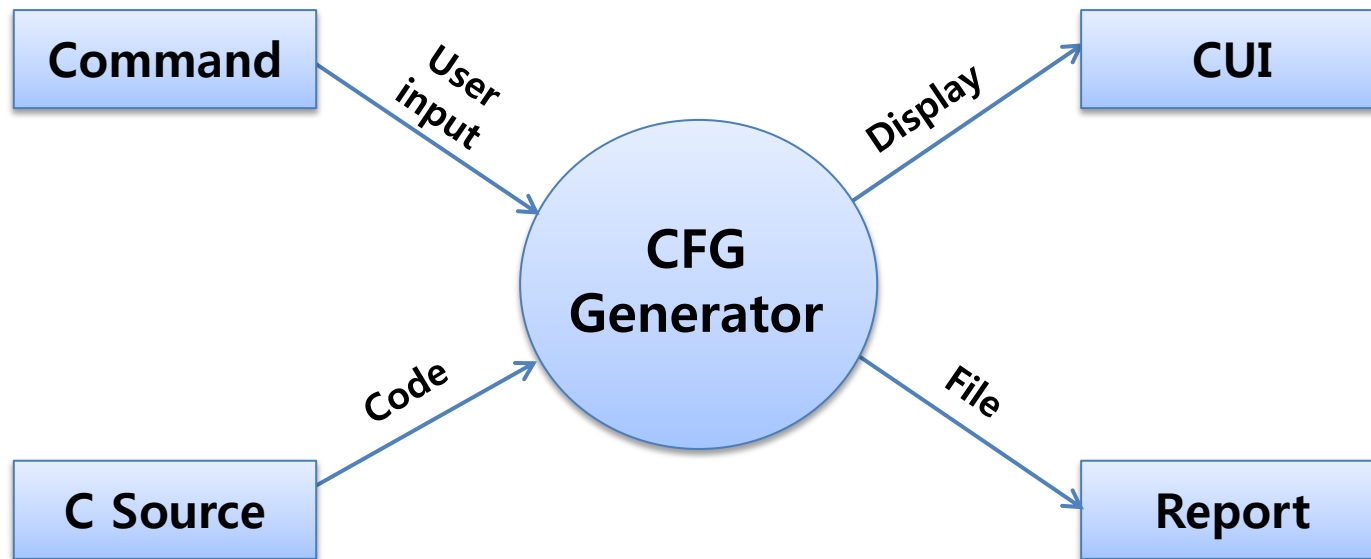 Command
User
input
Display
CUI
CFG
Generator
Code
File
C Source
Report